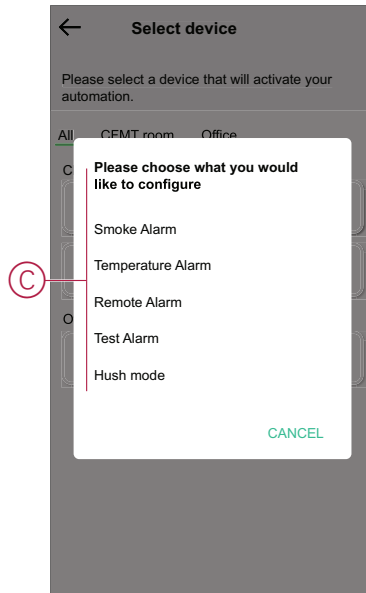 Select device
Please select a device that will activate your
automation.
All CFMT room Office
C
Please choose what you would
like to configure
Smoke Alarm
Temperature Alarm
C Remote Alarm
O
Test Alarm
Hush mode
CANCEL